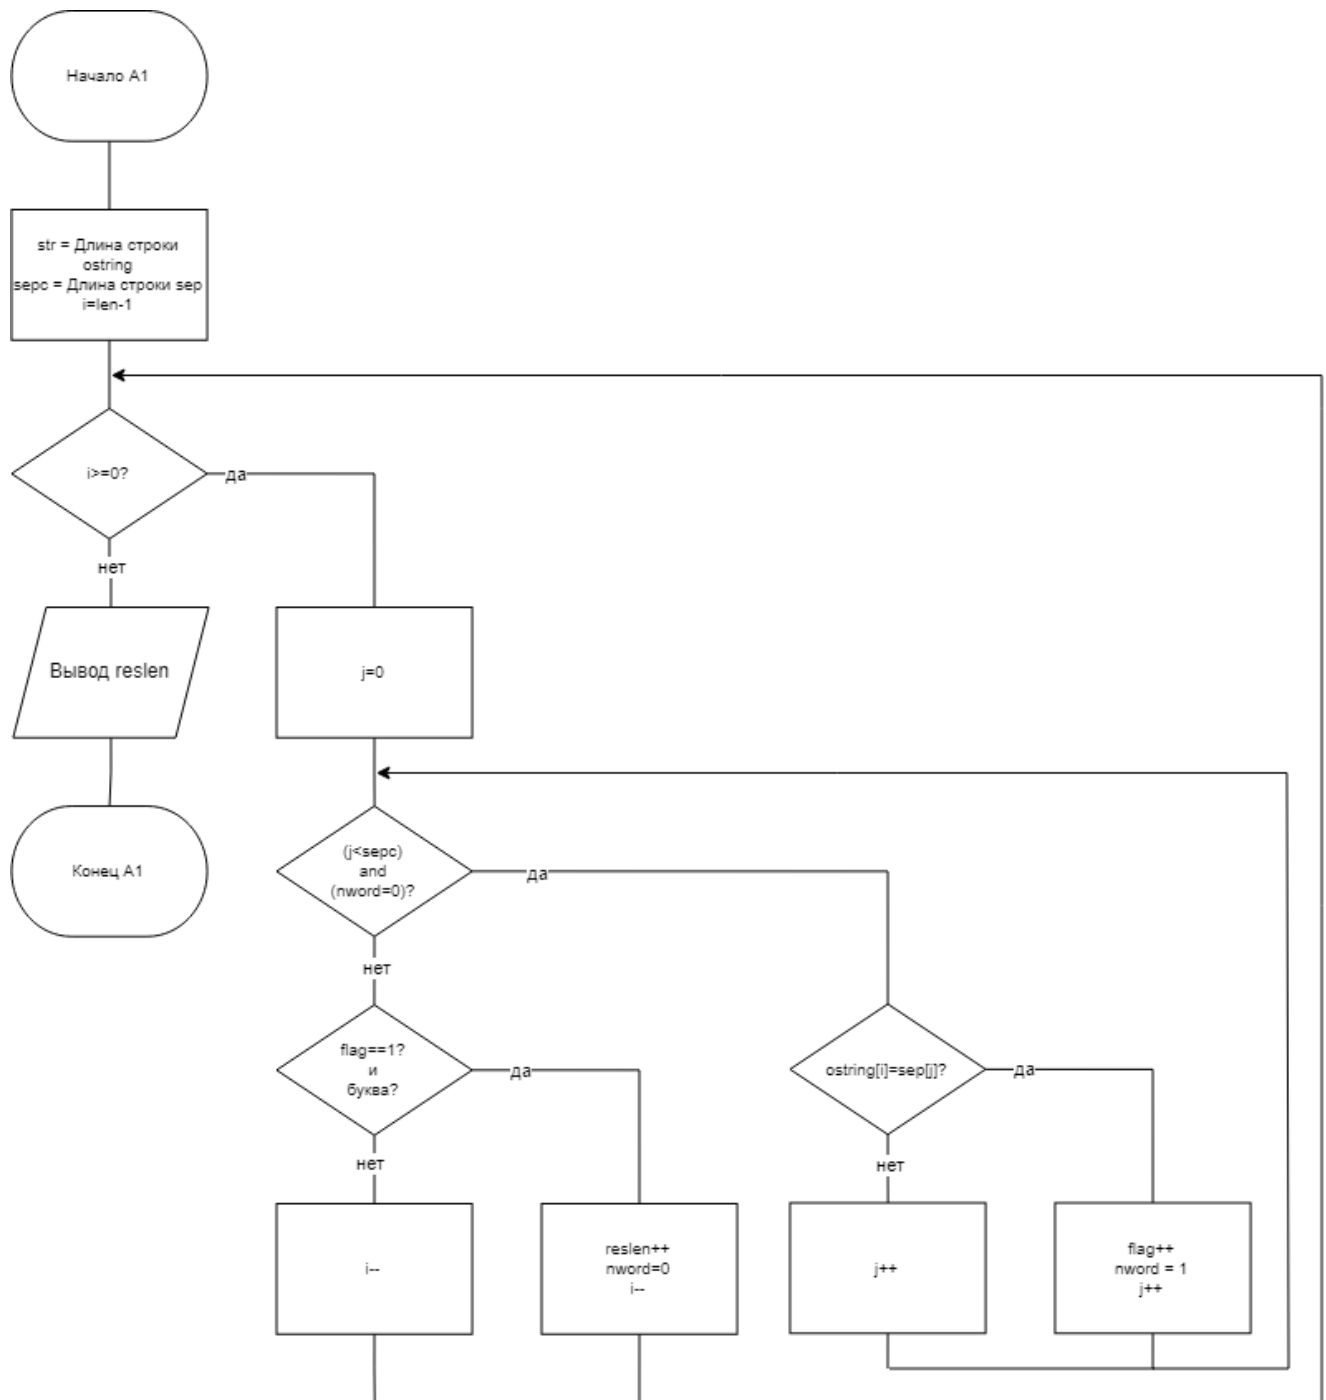 Начало A1
str = Длина строки
ostring
sepc = Длина строки sep
i=len-1
i>=0?
да
нет
Вывод reslen
j=0
Конец A1
(j<sepc)
and
(nword=0)?
да
нет
flag==1?
и
буква?
да
ostring[i]=sep[j]?
да
нет
нет
i--
reslen++
nword=0
i--
j++
flag++
nword = 1
j++